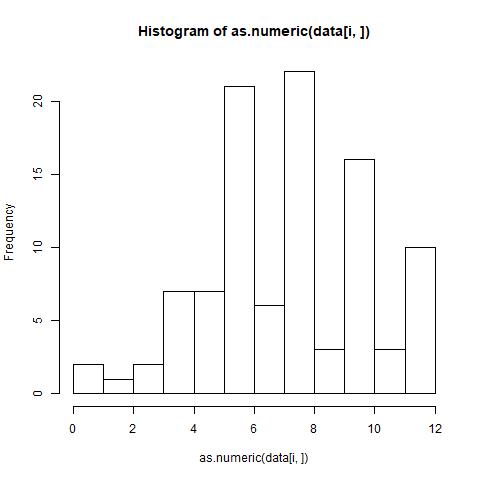 Histogram of as.numeric(data[i, ])
Frequency
20
15
10
5
0
0 2 4 6 8 10 12
as.numeric(data[i, ])